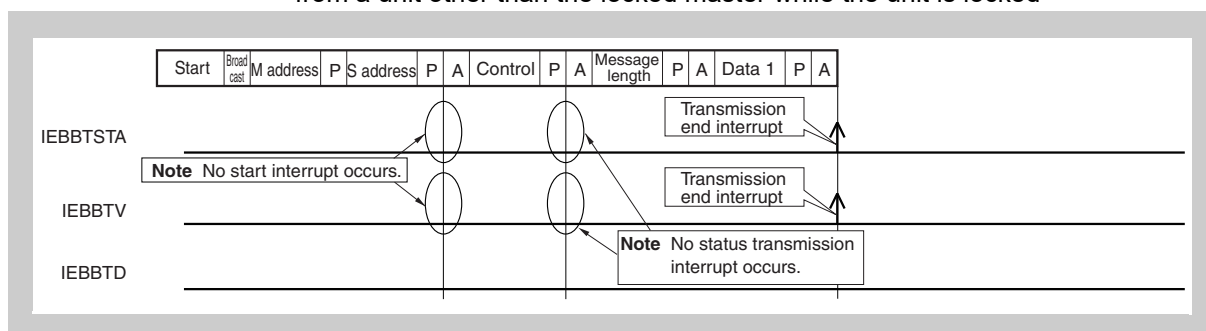 from a unit other than the locked master while the unit is locked
Start Broad cast M address P S address P A Control P A Message length P A Data 1 P A
IEBBTSTA
Transmission
end interrupt
Note No start interrupt occurs.
IEBBTV
Transmission
end interrupt
Note No status transmission
interrupt occurs.
IEBBTD